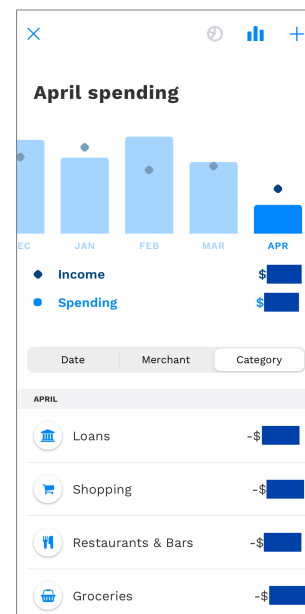 April spending
EC JAN FEB MAR APR
Income $
Spending $
Date Merchant Category
APRIL
Loans -$
Shopping -$
Restaurants & Bars -$
Groceries -$